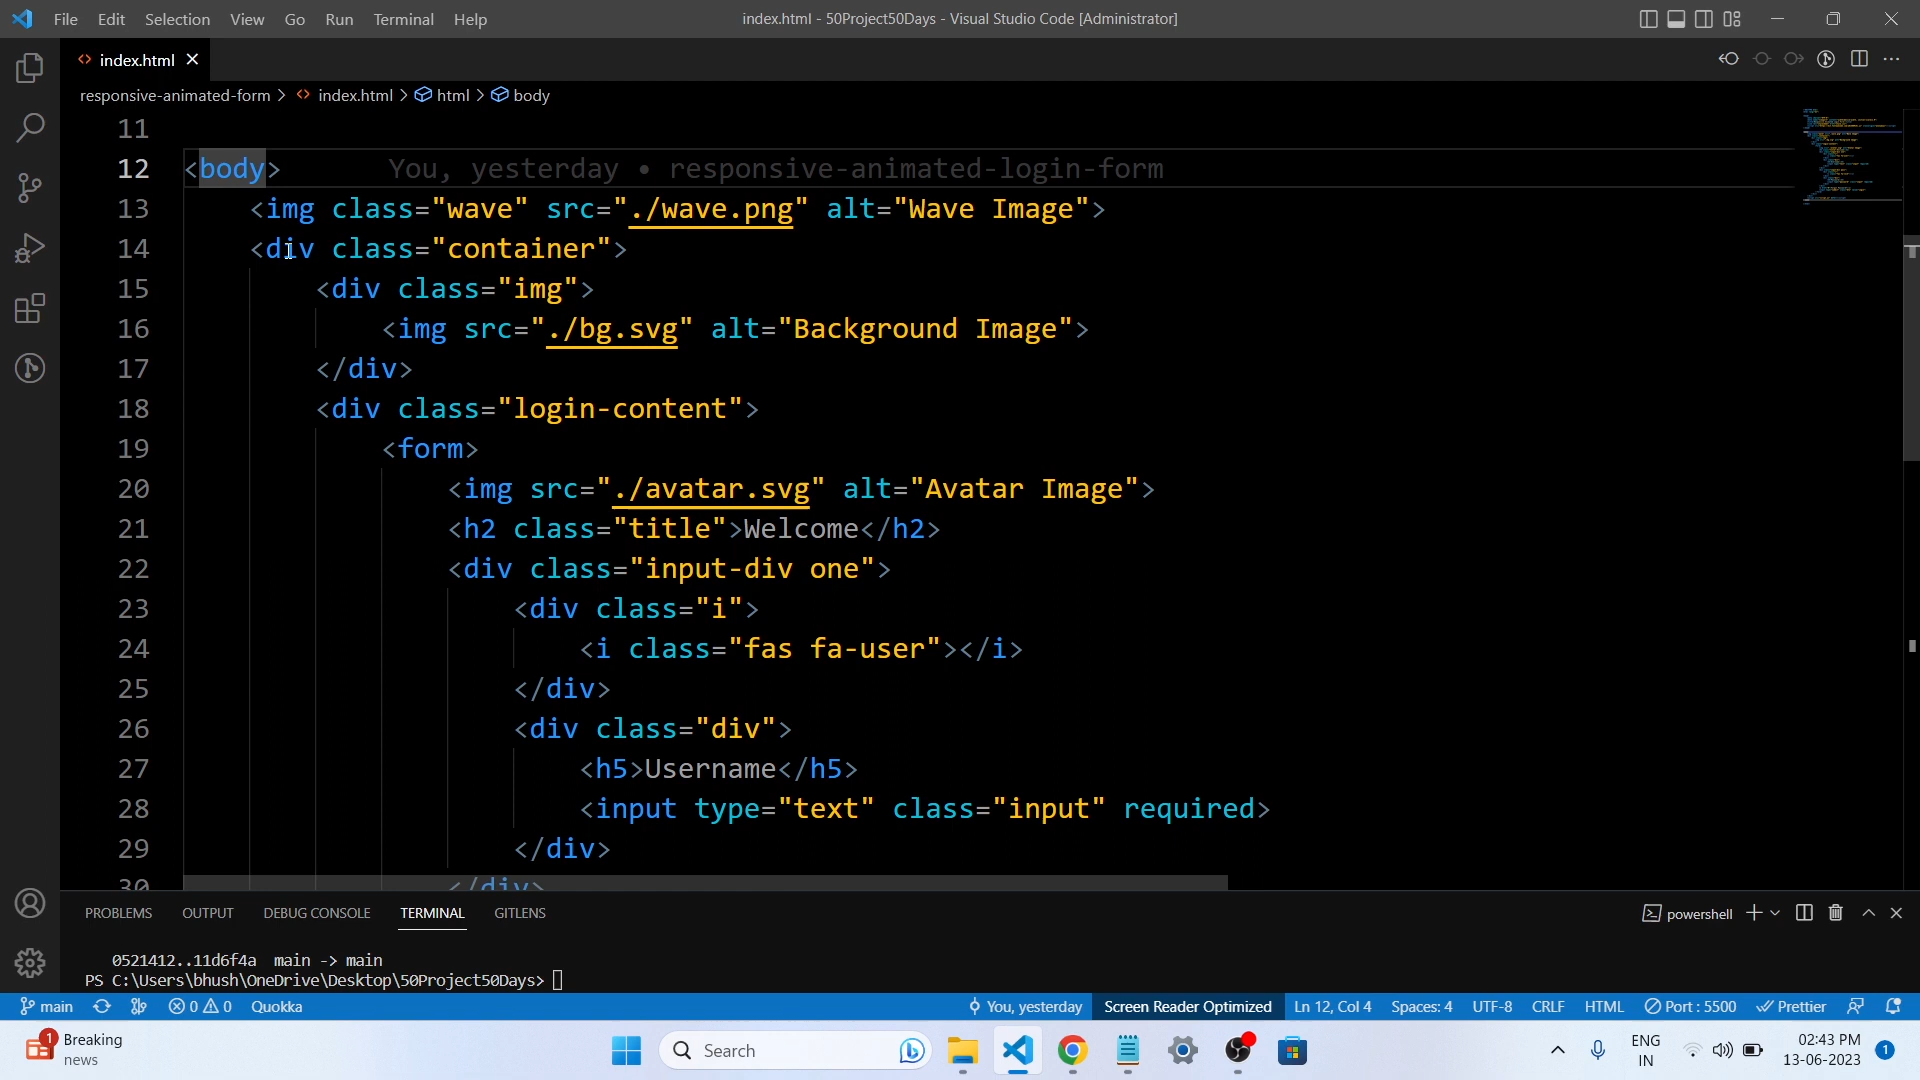 File Edit Selection View Go Run Terminal Help index.html - 50Project50Days - Visual Studio Code [Administrator]
<> index.html ×
responsive-animated-form > <> index.html > html > body
11
12 <body> You, yesterday • responsive-animated-login-form
13 <img class="wave" src="./wave.png" alt="Wave Image">
14 <div class="container">
15 <div class="img">
16 <img src="./bg.svg" alt="Background Image">
17 </div>
18 <div class="login-content">
19 <form>
20 <img src="./avatar.svg" alt="Avatar Image">
21 <h2 class="title">Welcome</h2>
22 <div class="input-div one">
23 <div class="i">
24 <i class="fas fa-user"></i>
25 </div>
26 <div class="div">
27 <h5>Username</h5>
28 <input type="text" class="input" required>
29 </div>
30 </div>
PROBLEMS OUTPUT DEBUG CONSOLE TERMINAL GITLENS powershell
0521412..11d6f4a main -> main
PS C:\Users\bhush\OneDrive\Desktop\50Project50Days>
main 0 0 Quokka You, yesterday Screen Reader Optimized Ln 12, Col 4 Spaces: 4 UTF-8 CRLF HTML Port : 5500 Prettier
1 Breaking news Search ENG IN 02:43 PM 13-06-2023 1